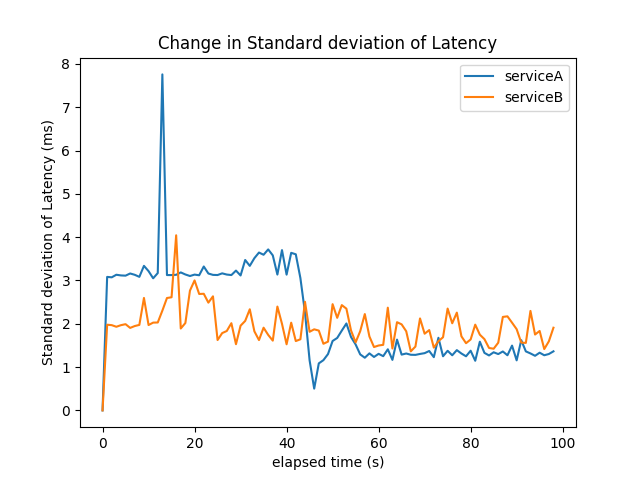 Change in Standard deviation of Latency
serviceA
serviceB
Standard deviation of Latency (ms)
8
7
6
5
4
3
2
1
0
0 20 40 60 80 100
elapsed time (s)